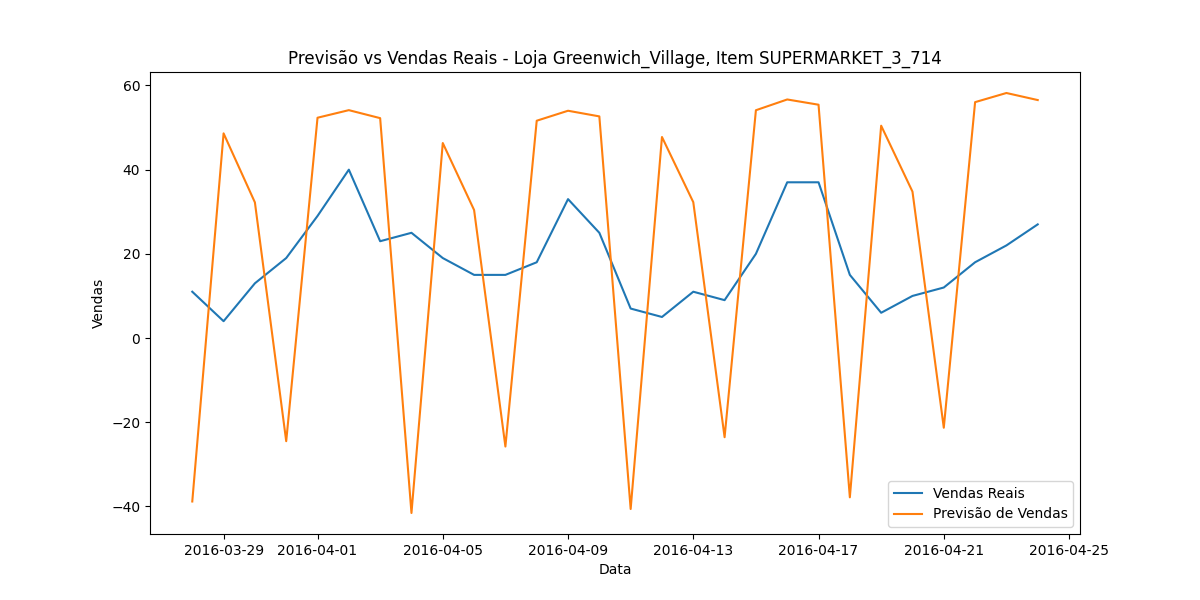 Previsão vs Vendas Reais - Loja Greenwich_Village, Item SUPERMARKET_3_714
60
40
20
0
−20
−40
Vendas
Vendas Reais
Previsão de Vendas
2016-03-29 2016-04-01 2016-04-05 2016-04-09 2016-04-13 2016-04-17 2016-04-21 2016-04-25
Data